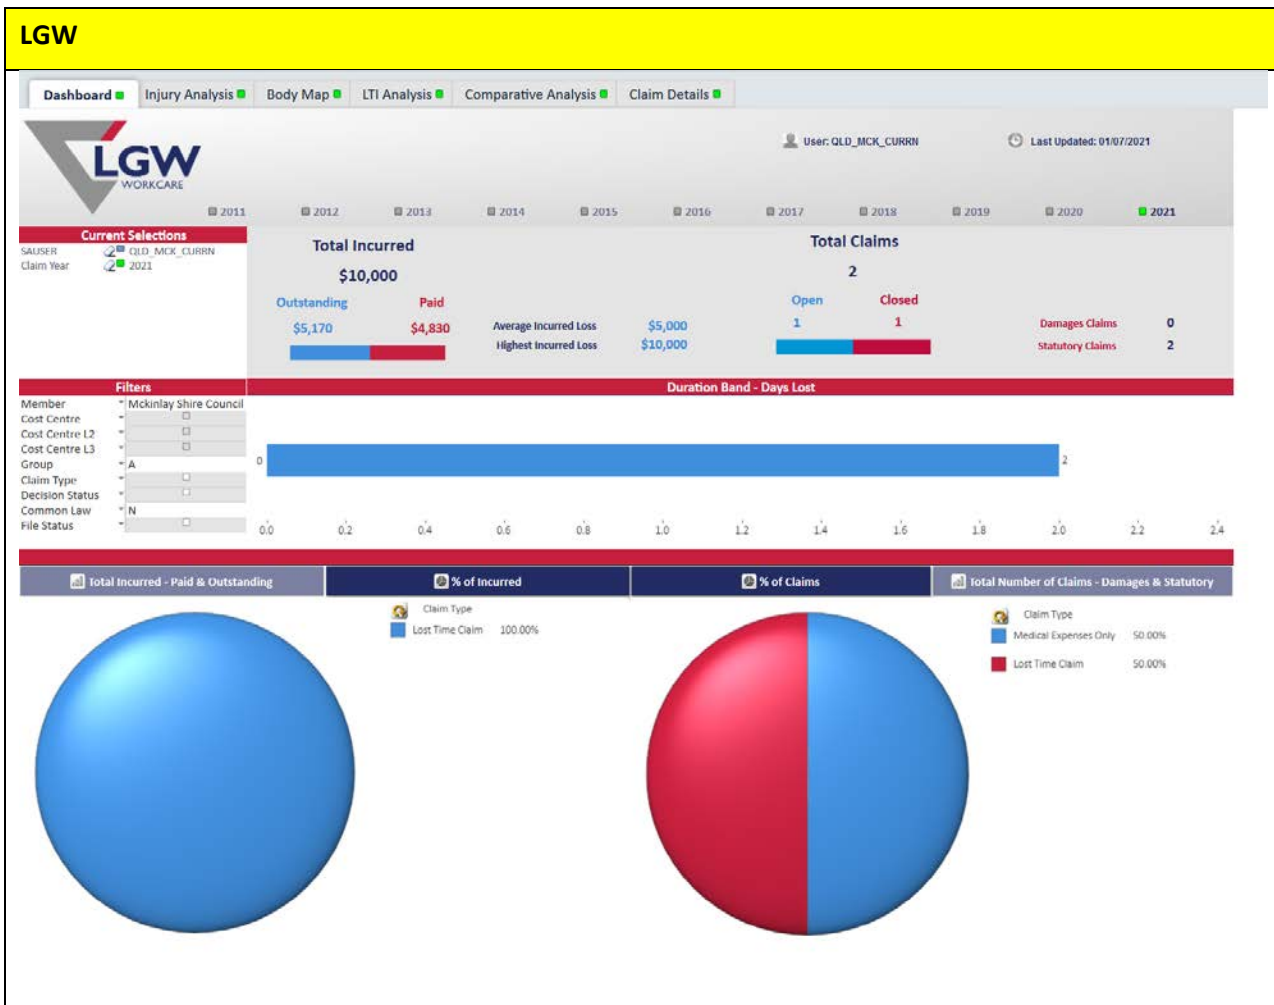 LGW
Dashboard Injury Analysis Body Map LTI Analysis Comparative Analysis Claim Details
LGW
WORKCARE
User: QLD_MCK_CURRN Last Updated: 01/07/2021
2011 2012 2013 2014 2015 2016 2017 2018 2019 2020 2021
Current Selections
SAUSER QLD_MCK_CURRN
Claim Year 2021
Total Incurred
$10,000
Outstanding Paid
$5,170 $4,830
Average Incurred Loss $5,000
Highest Incurred Loss $10,000
Total Claims
2
Open Closed
1 1
Damages Claims 0
Statutory Claims 2
Filters
Member Mckinlay Shire Council
Cost Centre
Cost Centre L2
Cost Centre L3
Group A
Claim Type
Decision Status
Common Law N
File Status
Duration Band - Days Lost
0 2
0.0 0.2 0.4 0.6 0.8 1.0 1.2 1.4 1.6 1.8 2.0 2.2 2.4
Total Incurred - Paid & Outstanding % of Incurred % of Claims Total Number of Claims - Damages & Statutory
Claim Type
Lost Time Claim 100.00%
Claim Type
Medical Expenses Only 50.00%
Lost Time Claim 50.00%